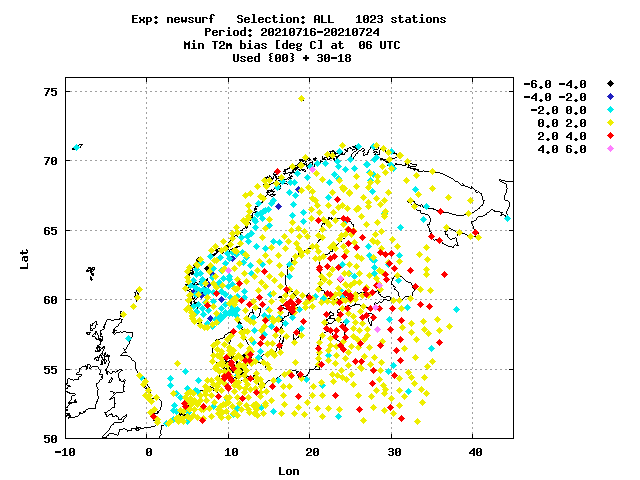 Exp: newsurf   Selection: ALL   1023 stations
Period: 20210716-20210724
Min T2m bias [deg C] at  06 UTC
Used {00} + 30-18
-6.0 -4.0
-4.0 -2.0
-2.0 0.0
0.0 2.0
2.0 4.0
4.0 6.0
75
70
65
60
55
50
Lat
-10 0 10 20 30 40
Lon